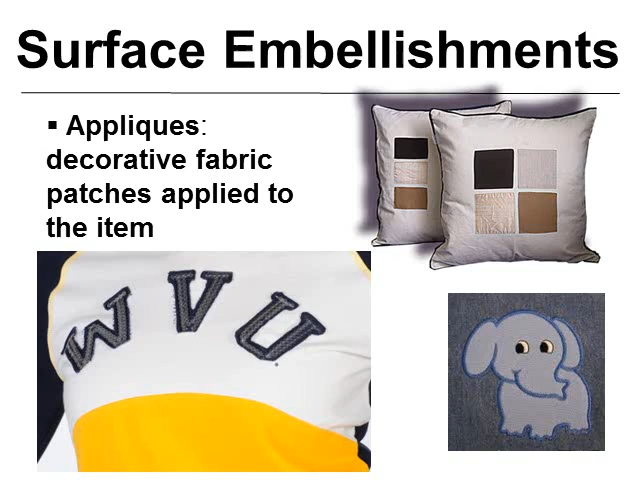 Surface Embellishments
▪ Appliques:
decorative fabric
patches applied to
the item
WVU